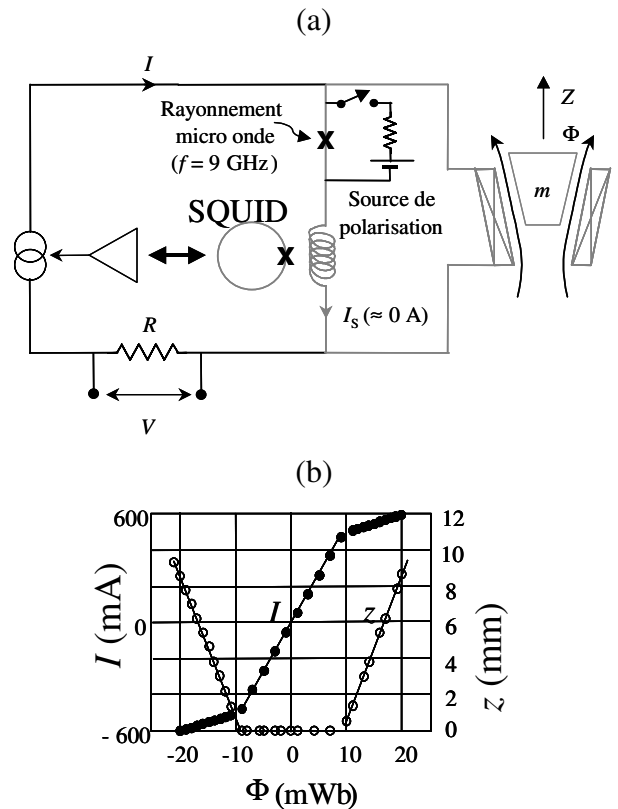 (a)
I
Rayonnement
micro onde
(f = 9 GHz)
Z
Φ
m
Source de
polarisation
SQUID
I_s (≈ 0 A)
R
V
(b)
600
12
10
8
I
z
0
6
4
2
- 600
0
I (mA)
z (mm)
-20 -10 0 10 20
Φ (mWb)